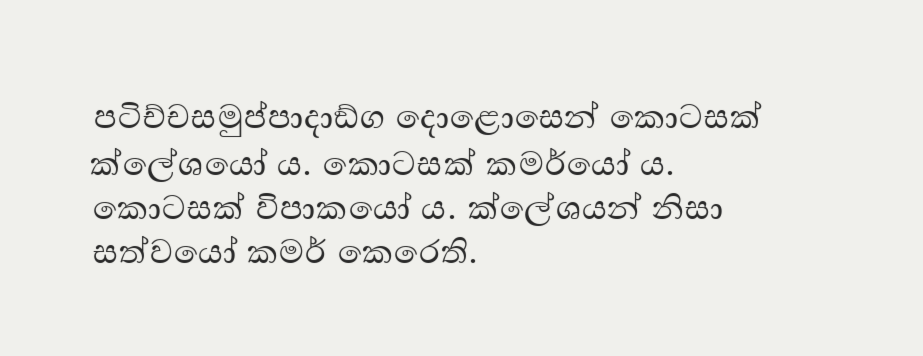 පටිච්චසමුප්පාදාඬ්ග දොළොසෙන් කොටසක්
ක්ලේශයෝ ය. කොටසක් කමර්යෝ ය.
කොටසක් විපාකයෝ ය. ක්ලේශයන් නිසා
සත්වයෝ කමර් කෙරෙති.